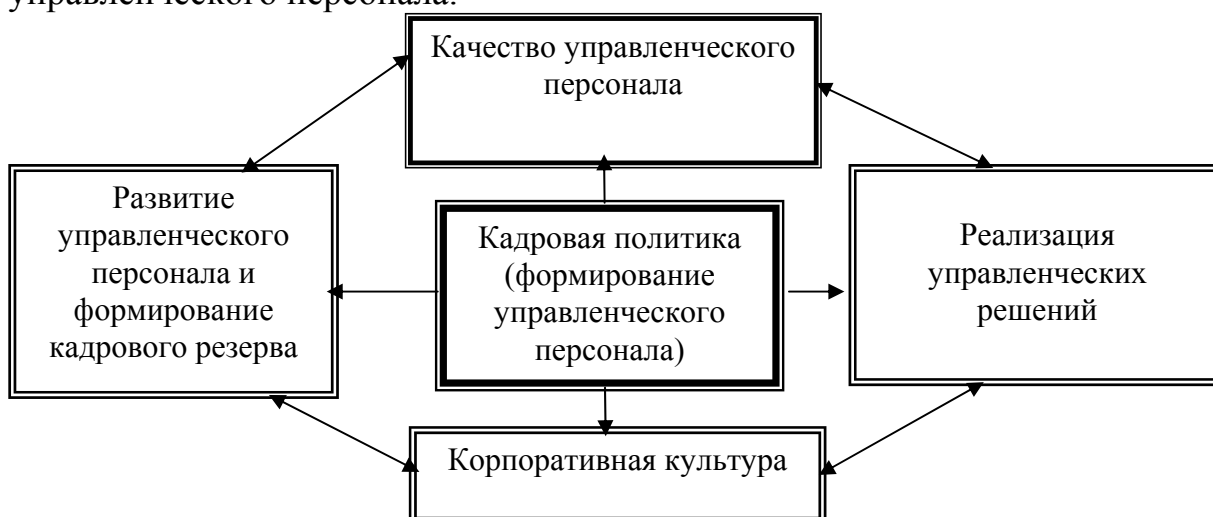 управленческого персонала.
Качество управленческого
персонала
Развитие
управленческого
персонала и
формирование
кадрового резерва
Кадровая политика
(формирование
управленческого
персонала)
Реализация
управленческих
решений
Корпоративная культура